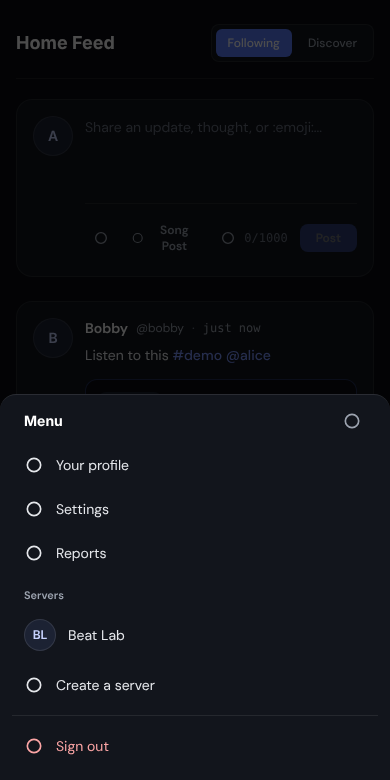 Home Feed
Following
Discover
A
Share an update, thought, or :emoji:...
Song
Post
0/1000
Post
B
Bobby @bobby · just now
Listen to this #demo @alice
Menu
Your profile
Settings
Reports
Servers
BL
Beat Lab
Create a server
Sign out